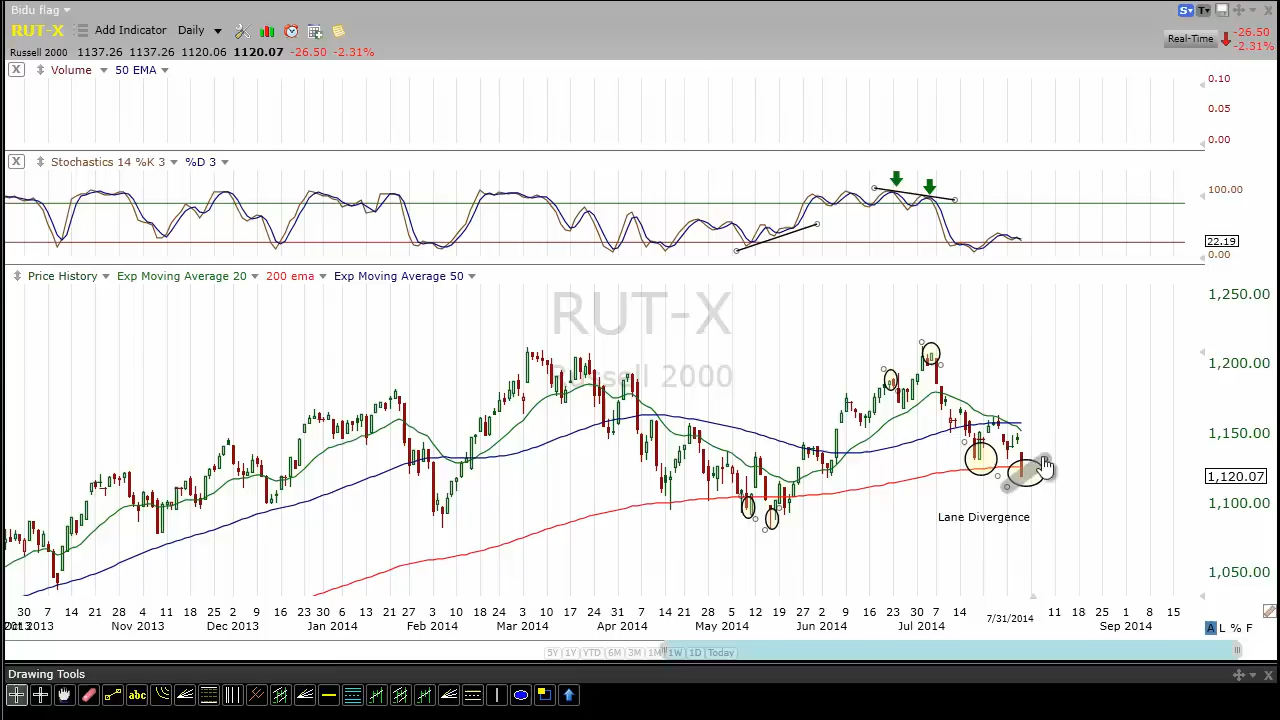 Bidu flag
S T
RUT-X Add Indicator Daily
Real-Time -26.50
-2.31%
Russell 2000 1137.26 1137.26 1120.06 1120.07 -26.50 -2.31%
X Volume 50 EMA
0.10
0.05
0.00
X Stochastics 14 %K 3 %D 3
100.00
22.19
0.00
Price History Exp Moving Average 20 200 ema Exp Moving Average 50
RUT-X
Russell 2000
1,250.00
1,200.00
1,150.00
1,120.07
1,100.00
1,050.00
Lane Divergence
30 7 14 21 28 4 11 18 25 2 9 16 23 30 6 13 21 27 3 10 18 24 3 10 17 24 31 7 14 21 28 5 12 19 27 2 9 16 23 30 7 14 7/31/2014 11 18 25 1 8 15
Oct 2013 Nov 2013 Dec 2013 Jan 2014 Feb 2014 Mar 2014 Apr 2014 May 2014 Jun 2014 Jul 2014 Sep 2014
A L % F
5Y 1Y YTD 6M 3M 1M 1W 1D Today
Drawing Tools
abc